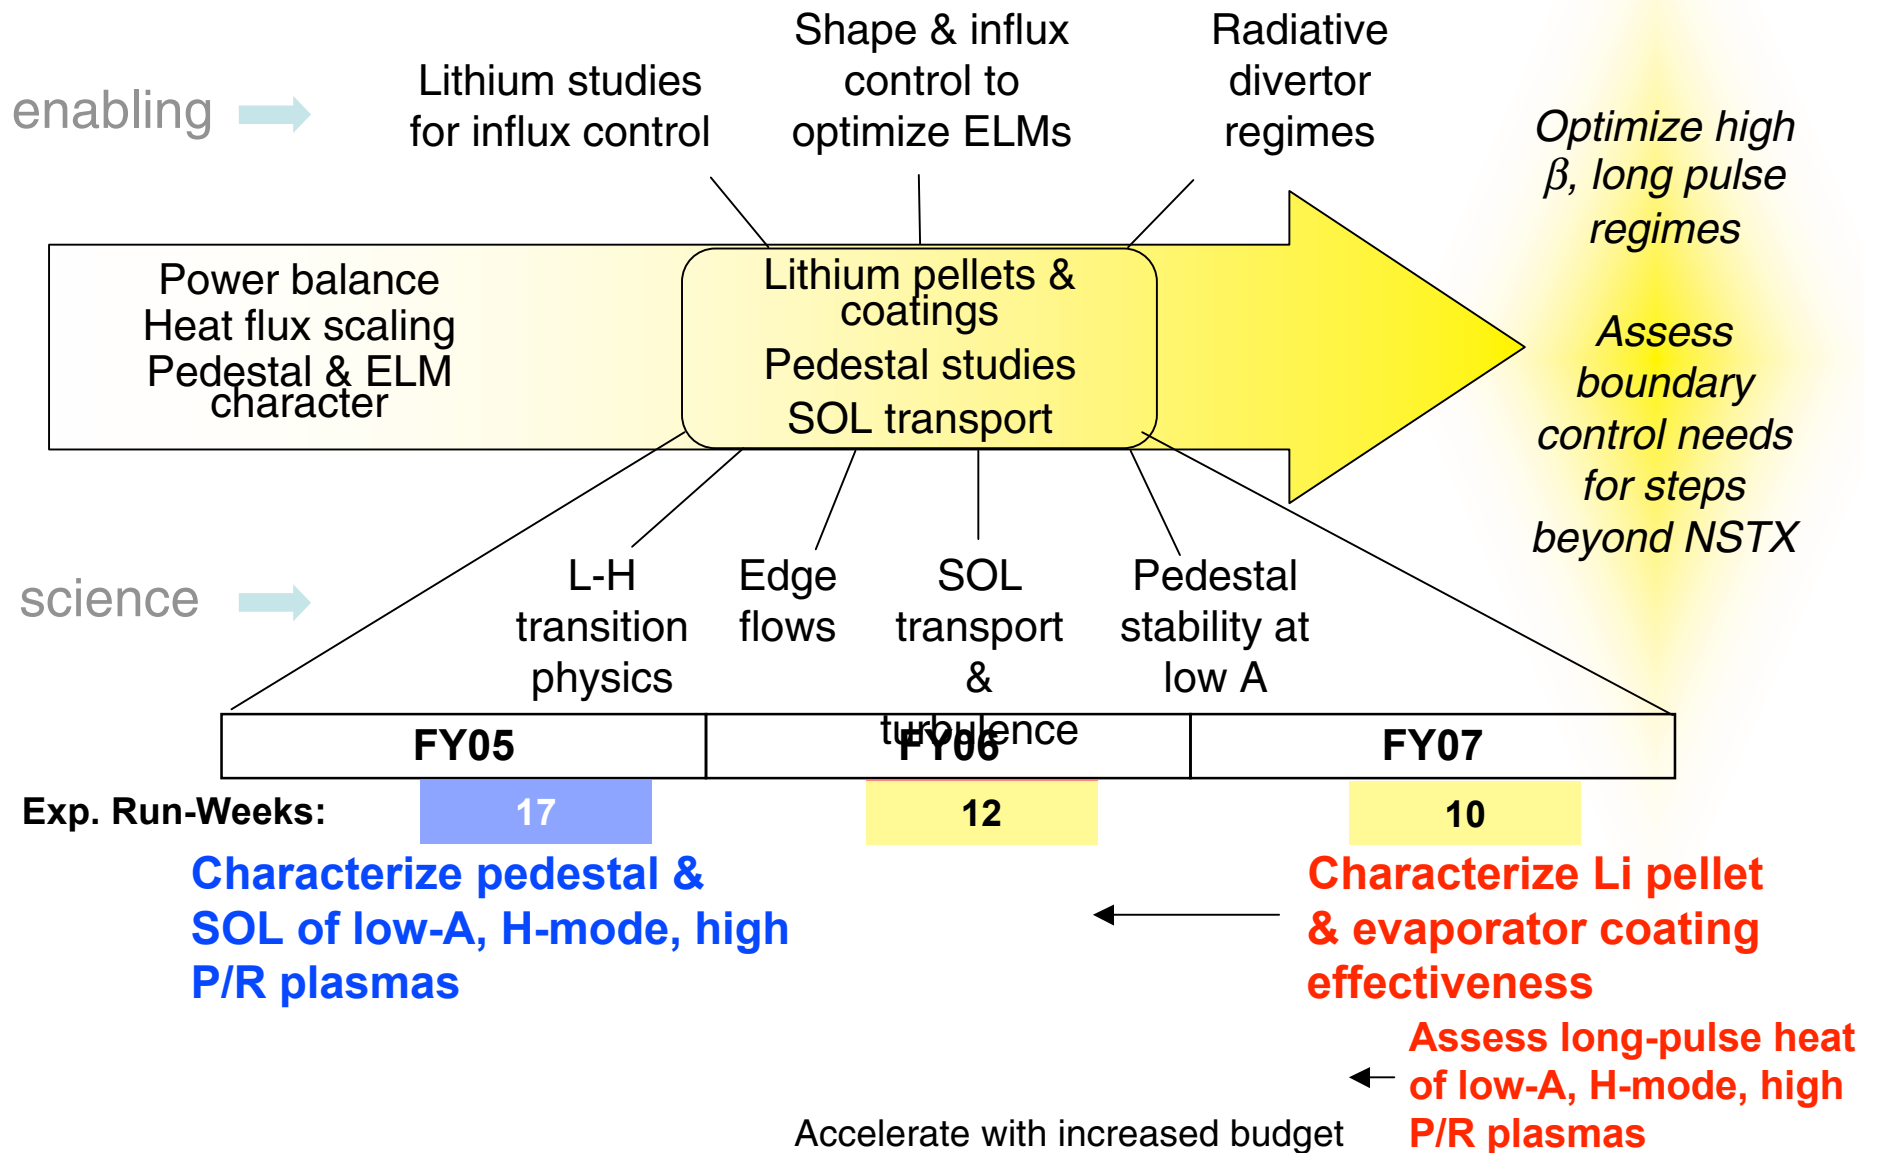 enabling
Lithium studies
for influx control
Shape & influx
control to
optimize ELMs
Radiative
divertor
regimes
Optimize high
β, long pulse
regimes
Assess
boundary
control needs
for steps
beyond NSTX
Power balance
Heat flux scaling
Pedestal & ELM
character
Lithium pellets &
coatings
Pedestal studies
SOL transport
science
L-H
transition
physics
Edge
flows
SOL
transport
&
turbulence
Pedestal
stability at
low A
FY05
FY06
FY07
Exp. Run-Weeks:
17
12
10
Characterize pedestal &
SOL of low-A, H-mode, high
P/R plasmas
Characterize Li pellet
& evaporator coating
effectiveness
Assess long-pulse heat
of low-A, H-mode, high
P/R plasmas
Accelerate with increased budget